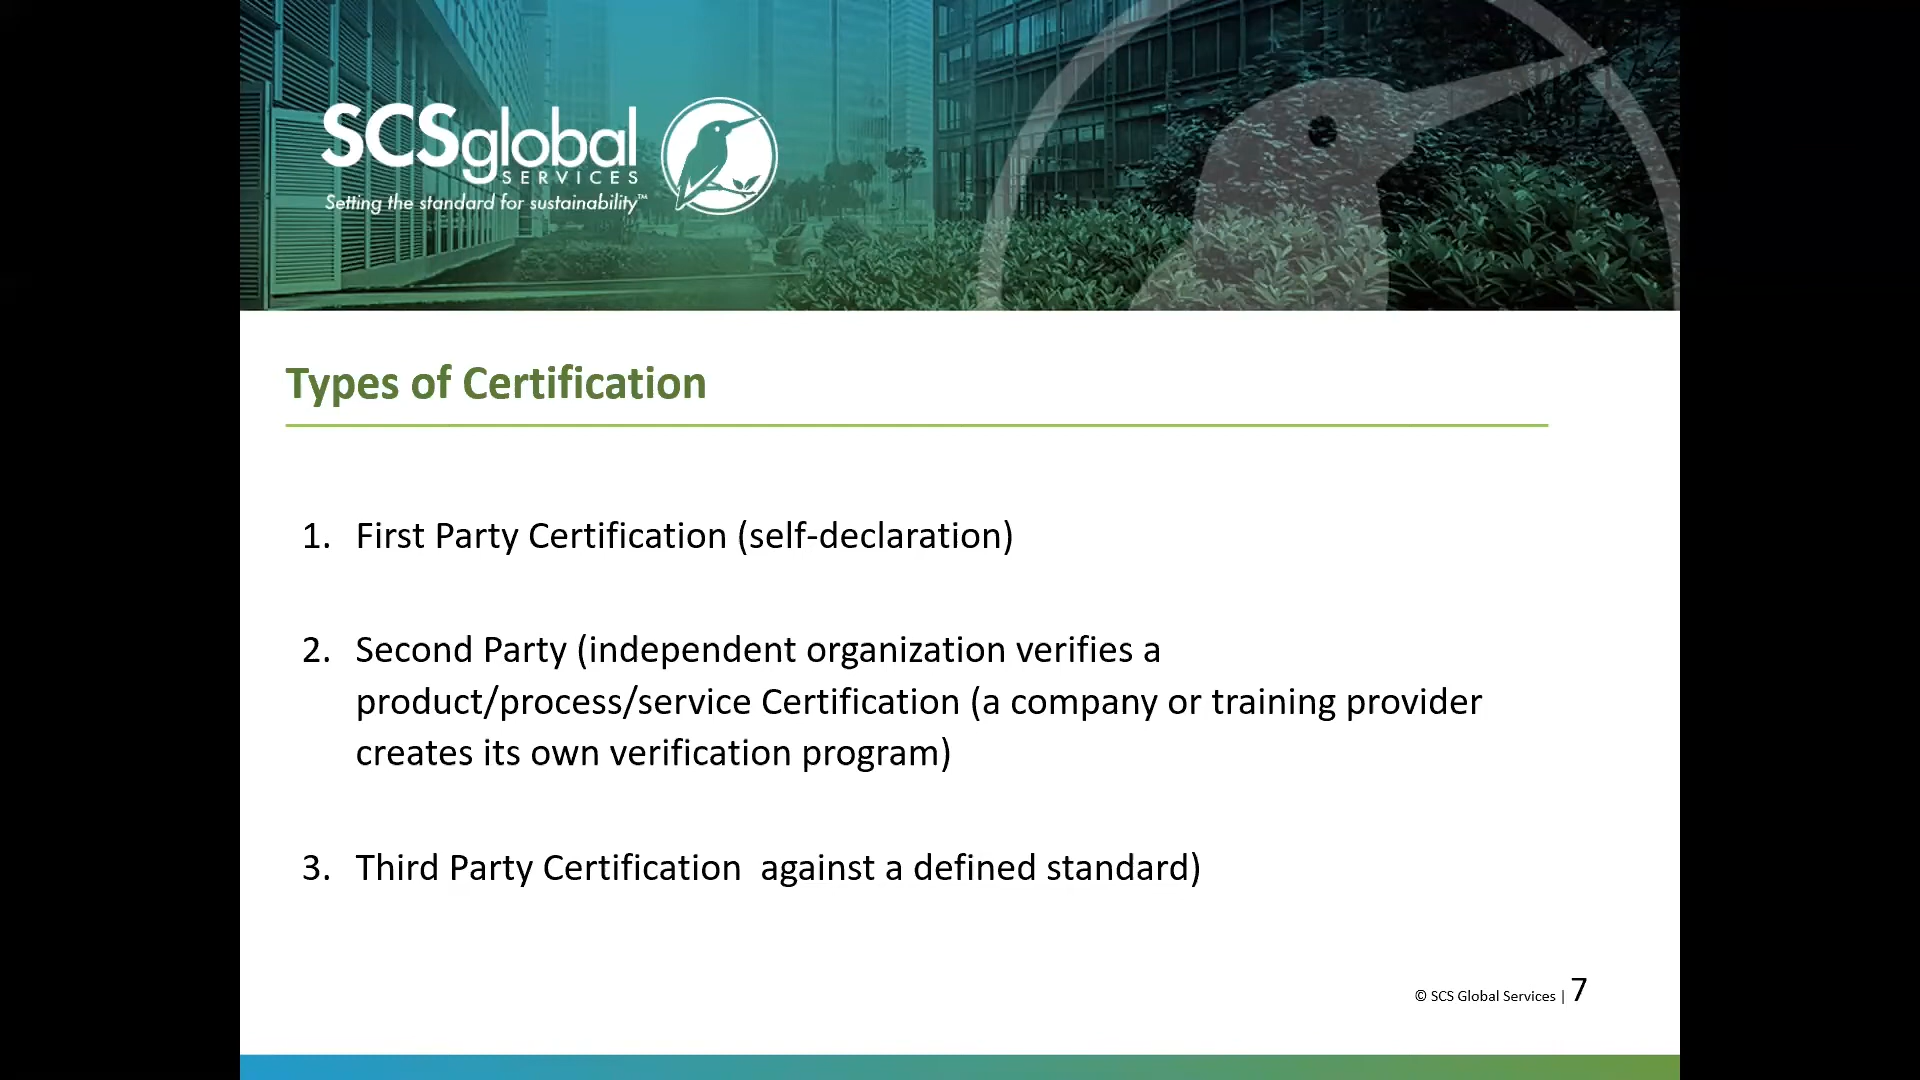 SCSglobal
SERVICES
Setting the standard for sustainability™
Types of Certification
1. First Party Certification (self-declaration)
2. Second Party (independent organization verifies a
product/process/service Certification (a company or training provider
creates its own verification program)
3. Third Party Certification  against a defined standard)
© SCS Global Services | 7